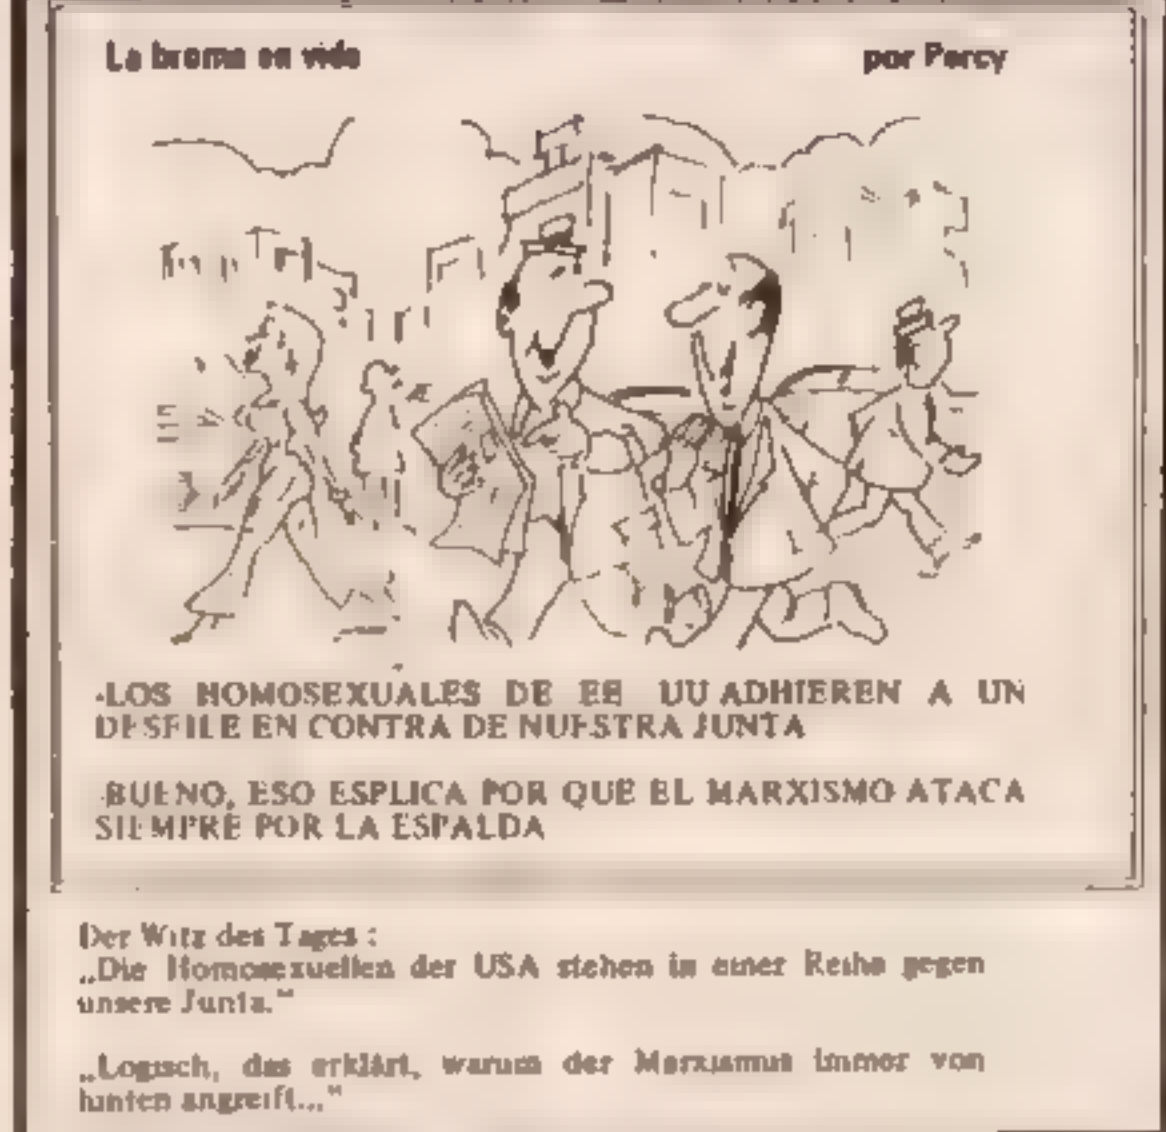 La broma en vida
por Percy
-LOS HOMOSEXUALES DE EE UU ADHIEREN A UN
DESFILE EN CONTRA DE NUESTRA JUNTA
-BUENO, ESO ESPLICA POR QUE EL MARXISMO ATACA
SIEMPRE POR LA ESPALDA
Der Witz des Tages :
„Die Homosexuellen der USA stehen in einer Reihe gegen
unsere Junta.“
„Logisch, das erklärt, warum der Marxismus immer von
hinten angreift...“